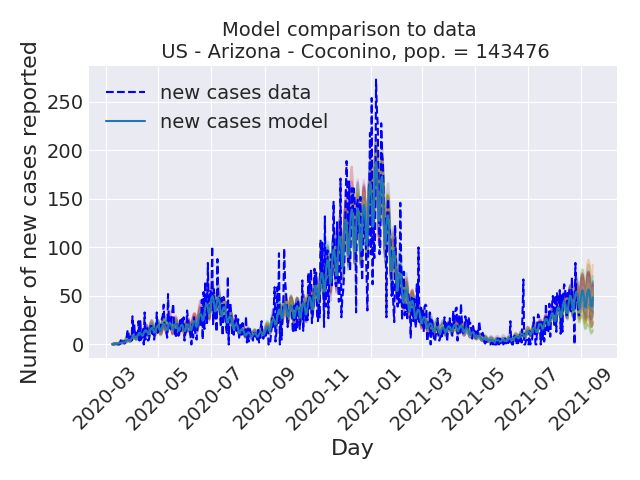 Model comparison to data
US - Arizona - Coconino, pop. = 143476
Number of new cases reported
250
200
150
100
50
0
new cases data
new cases model
2020-03
2020-05
2020-07
2020-09
2020-11
2021-01
2021-03
2021-05
2021-07
2021-09
Day